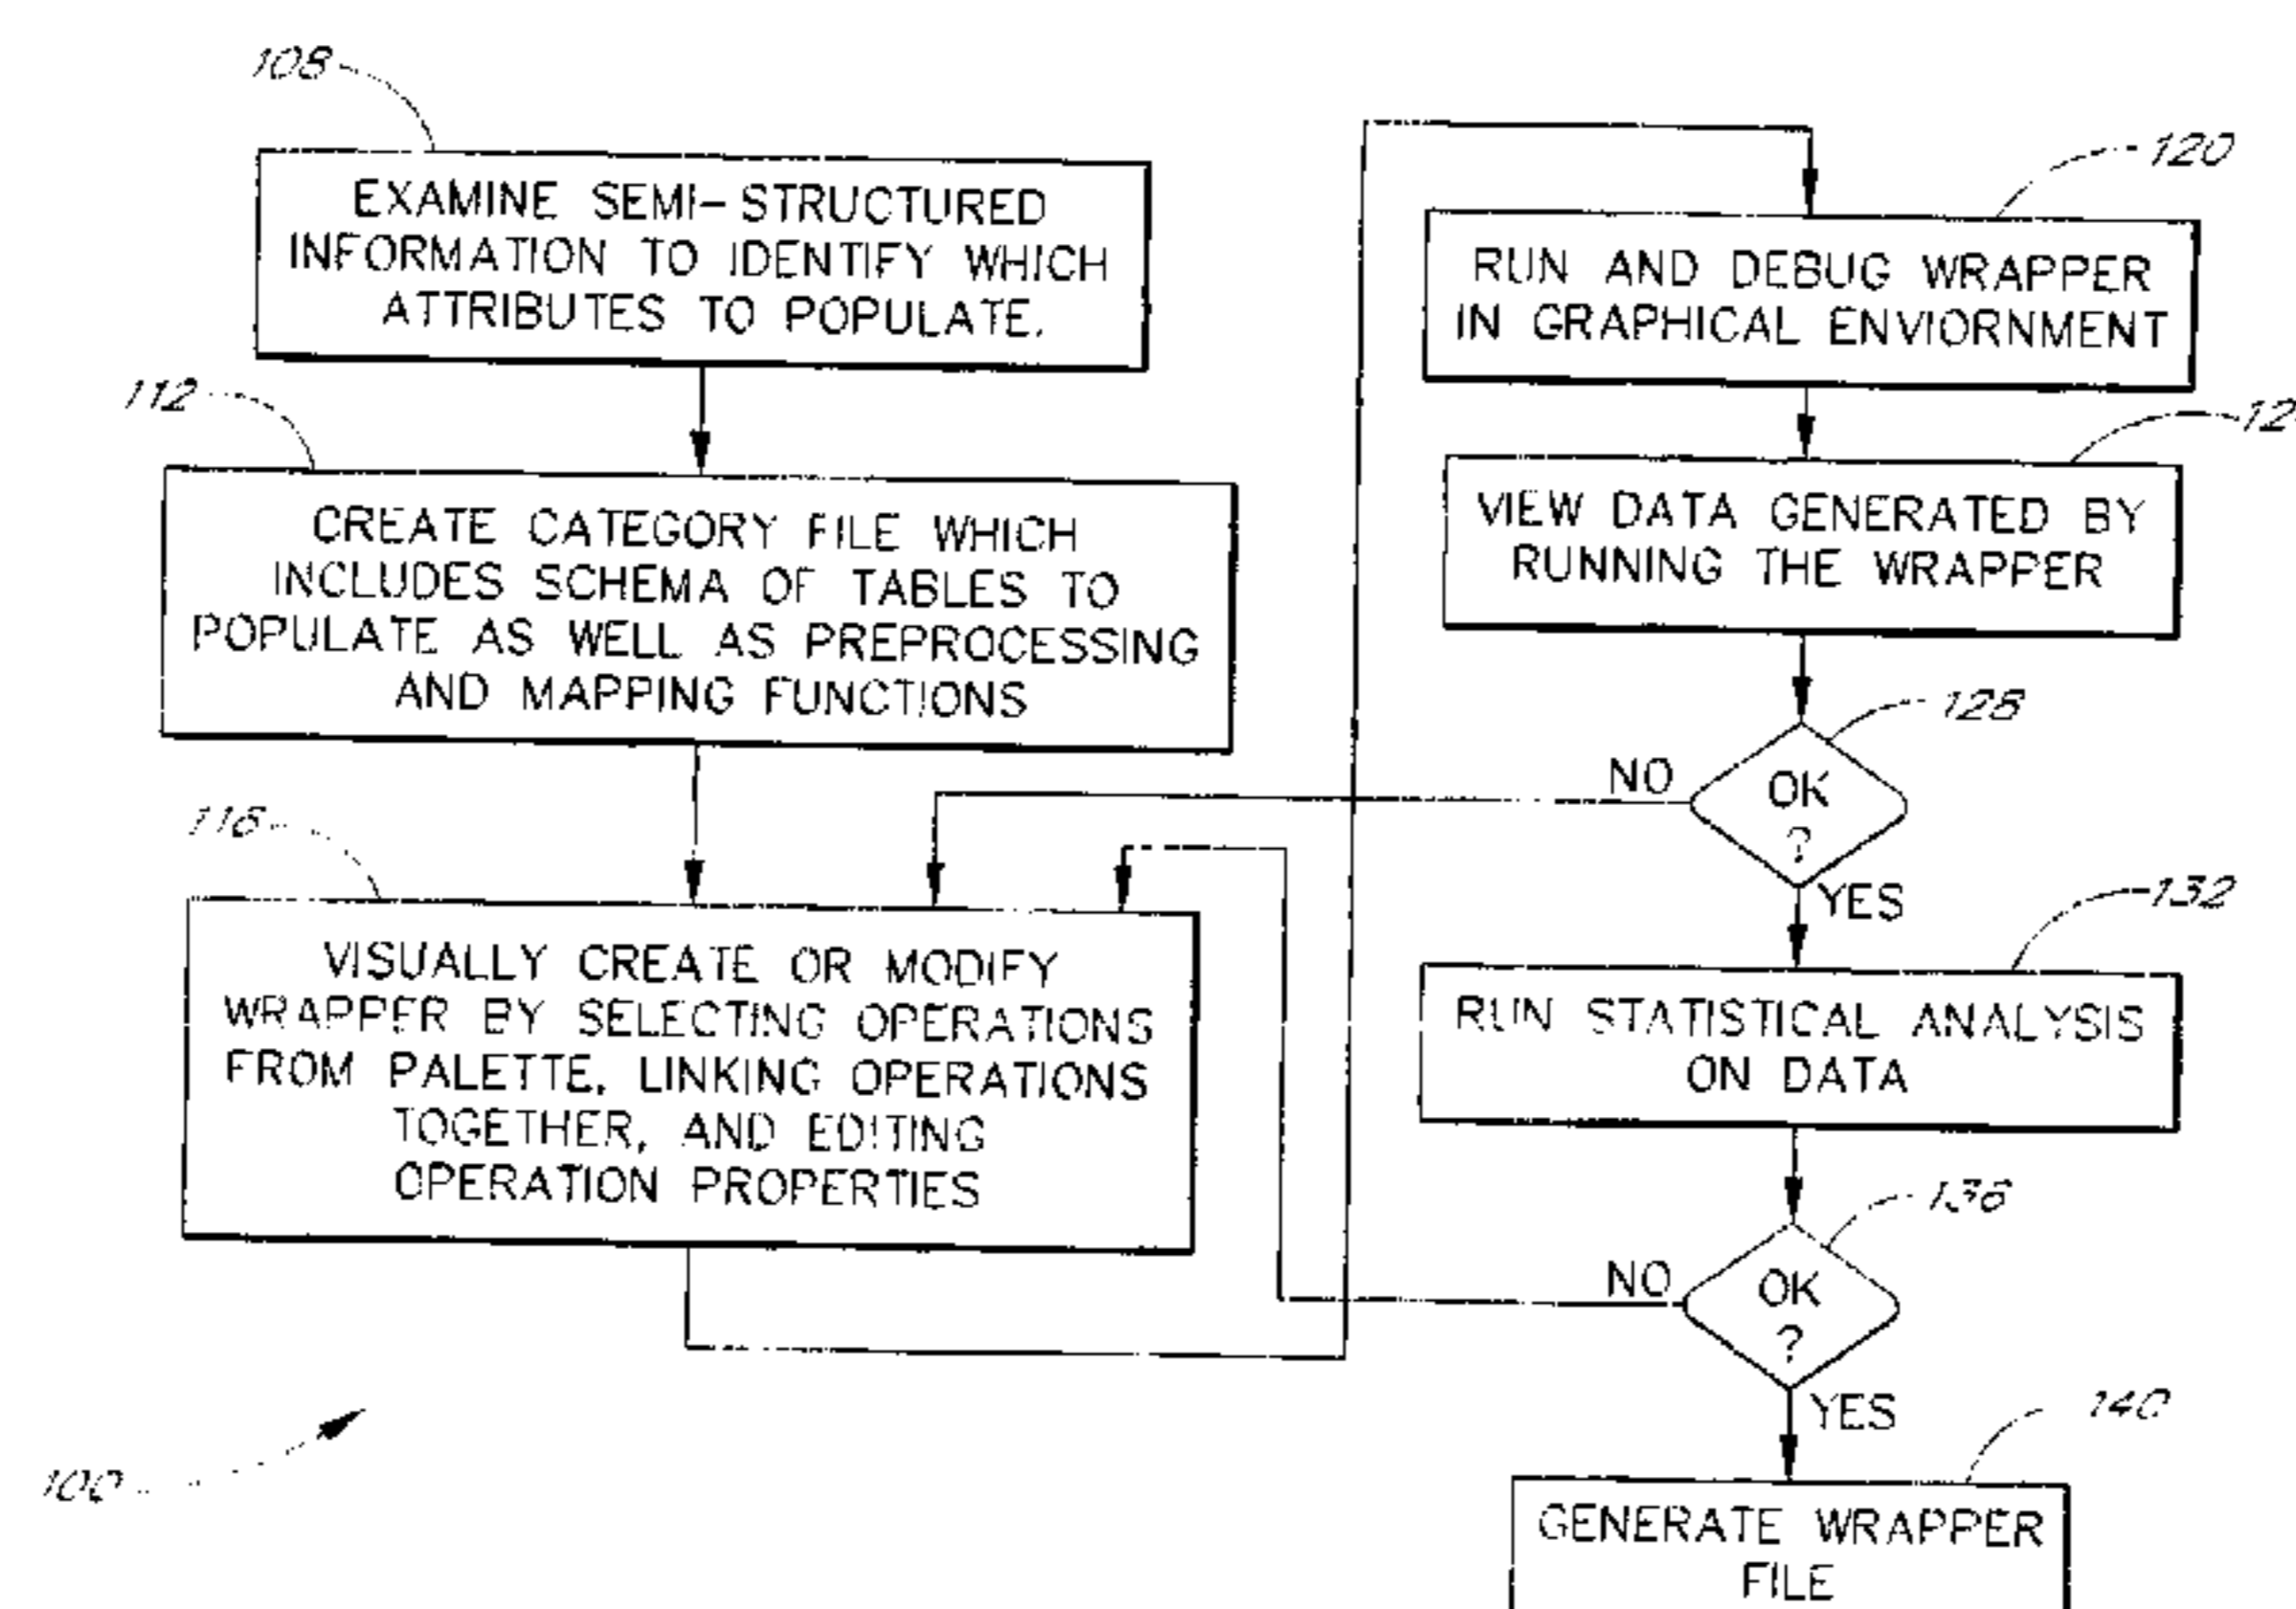 108
EXAMINE SEMI-STRUCTURED
INFORMATION TO IDENTIFY WHICH
ATTRIBUTES TO POPULATE.
112
CREATE CATEGORY FILE WHICH
INCLUDES SCHEMA OF TABLES TO
POPULATE AS WELL AS PREPROCESSING
AND MAPPING FUNCTIONS
116
VISUALLY CREATE OR MODIFY
WRAPPER BY SELECTING OPERATIONS
FROM PALETTE, LINKING OPERATIONS
TOGETHER, AND EDITING
OPERATION PROPERTIES
100
120
RUN AND DEBUG WRAPPER
IN GRAPHICAL ENVIORNMENT
VIEW DATA GENERATED BY
RUNNING THE WRAPPER
128
NO
OK
?
YES
132
RUN STATISTICAL ANALYSIS
ON DATA
136
NO
OK
?
YES
140
GENERATE WRAPPER
FILE